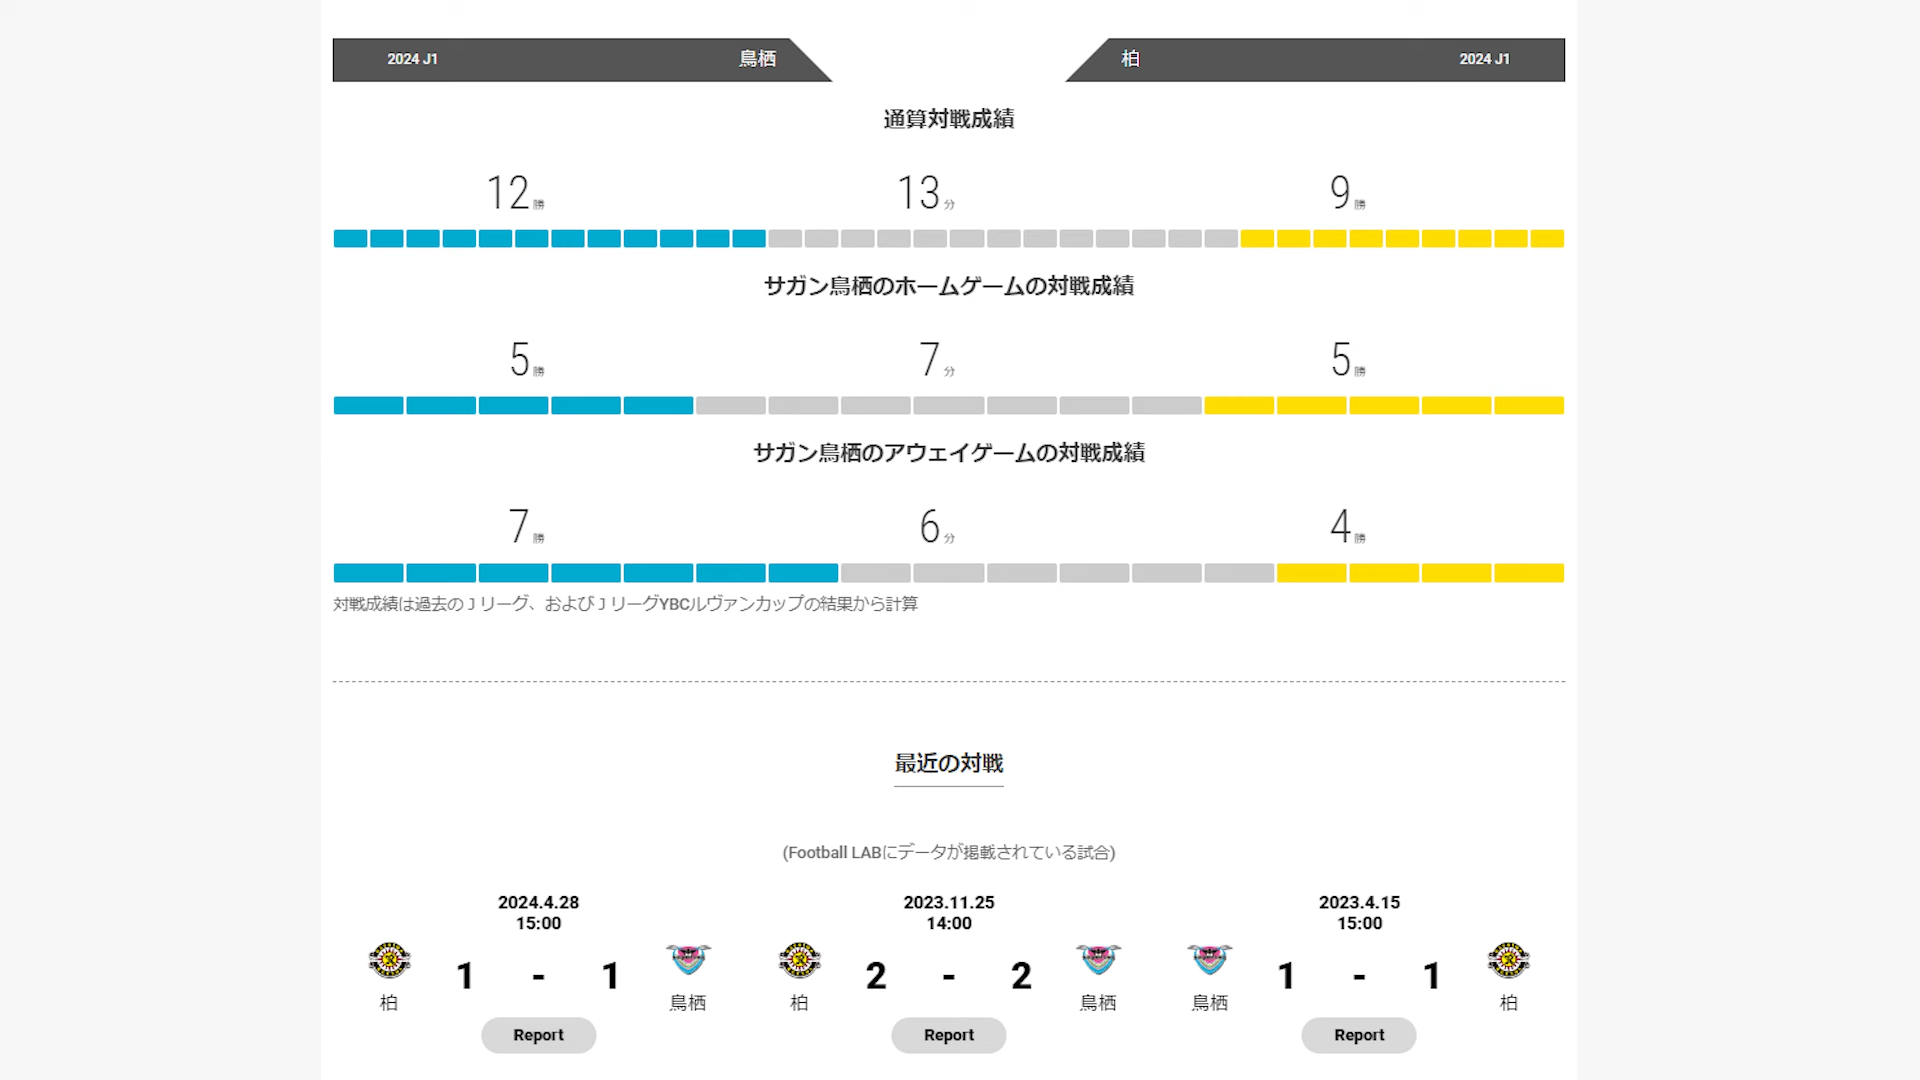 2024 J1 鳥栖 柏 2024 J1
通算対戦成績
12勝 13分 9勝
サガン鳥栖のホームゲームの対戦成績
5勝 7分 5勝
サガン鳥栖のアウェイゲームの対戦成績
7勝 6分 4勝
対戦成績は過去のJリーグ、およびJリーグYBCルヴァンカップの結果から計算
最近の対戦
(Football LABにデータが掲載されている試合)
2024.4.28 2023.11.25 2023.4.15
15:00 14:00 15:00
1 - 1 2 - 2 1 - 1
柏 鳥栖 柏 鳥栖 鳥栖 柏
Report Report Report